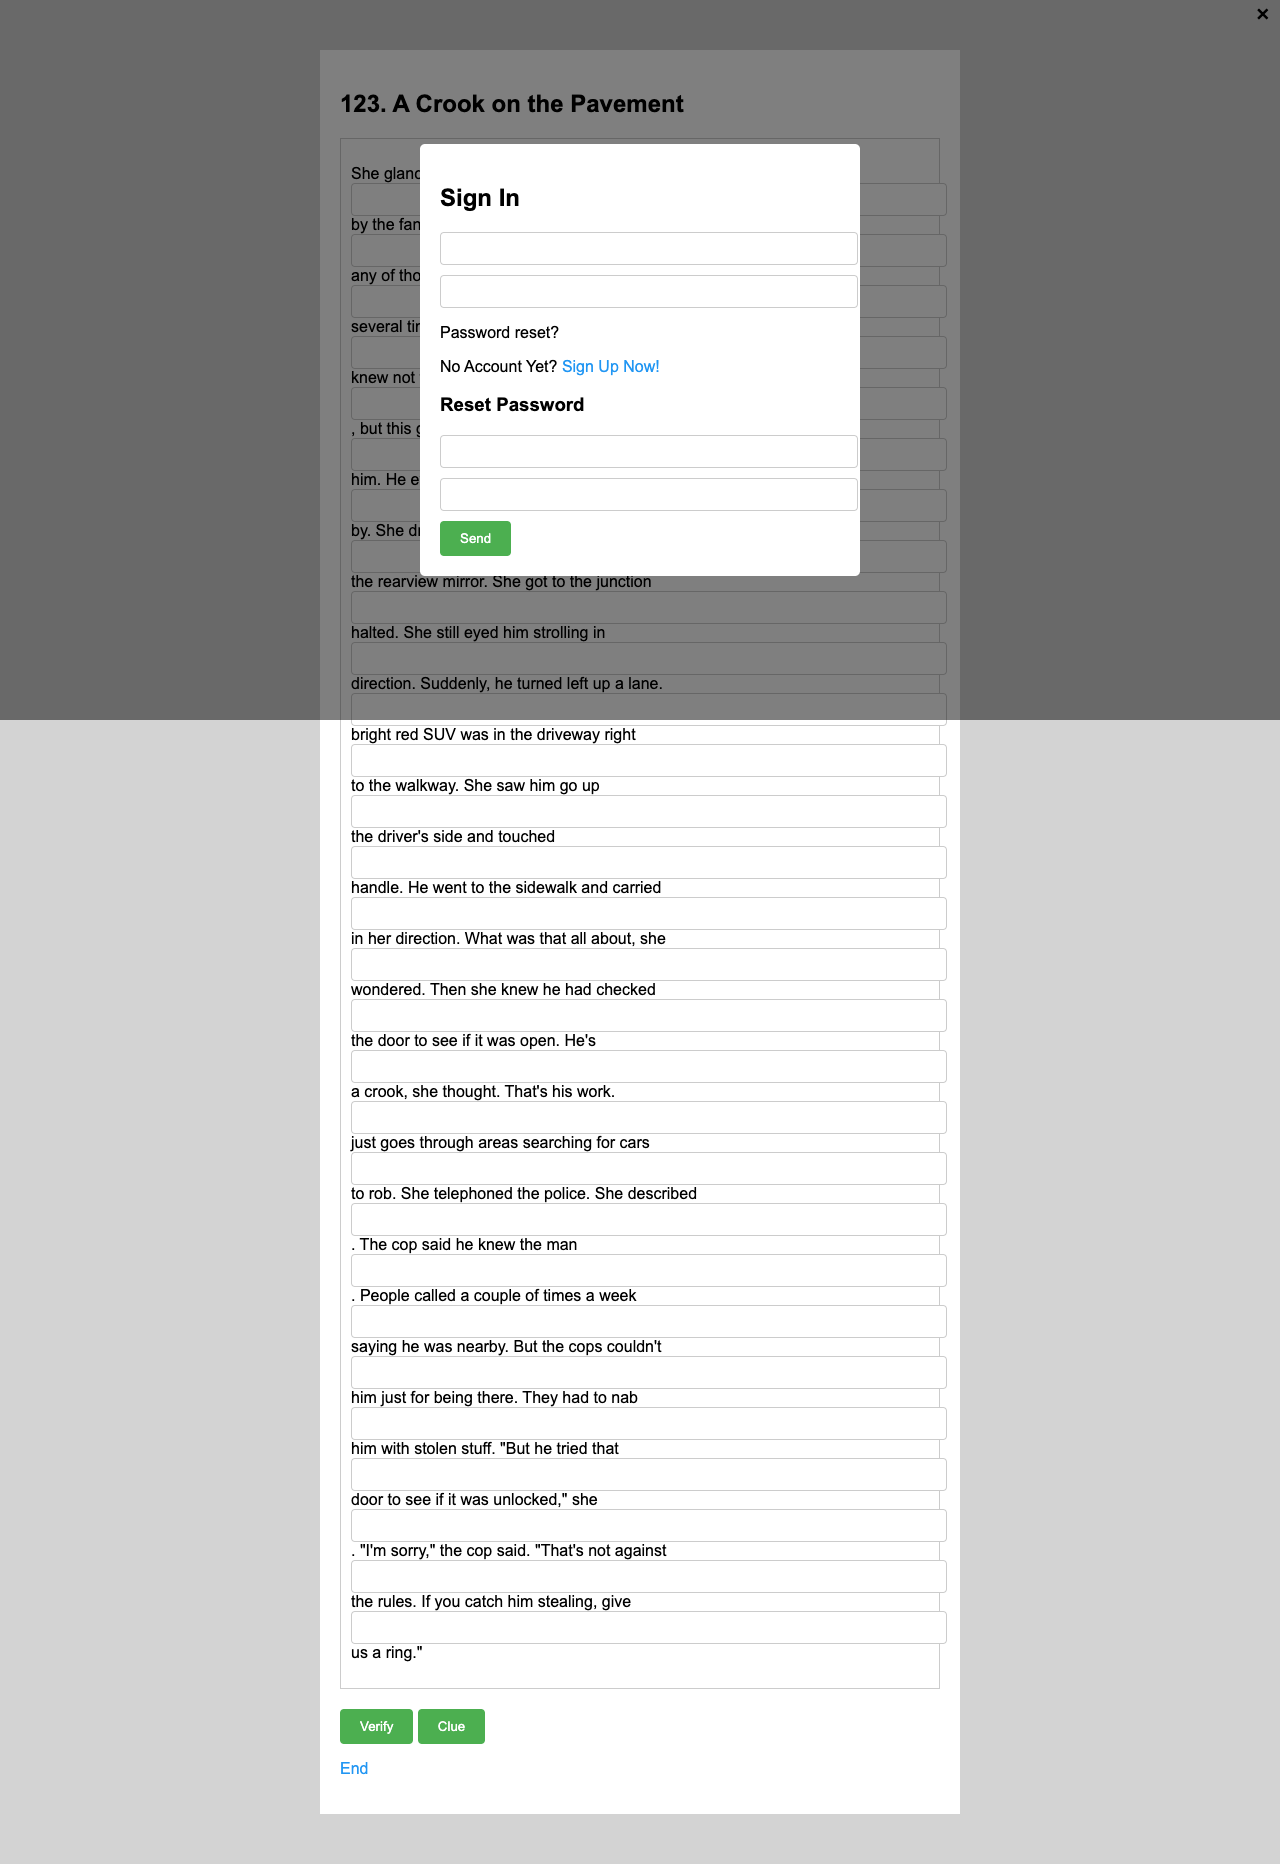 ×
123. A Crook on the Pavement
She glanc
by the fan
any of tho
several tin
knew not
, but this g
him. He e
by. She dr
the rearview mirror. She got to the junction
halted. She still eyed him strolling in
direction. Suddenly, he turned left up a lane.
bright red SUV was in the driveway right
to the walkway. She saw him go up
the driver's side and touched
handle. He went to the sidewalk and carried
in her direction. What was that all about, she
wondered. Then she knew he had checked
the door to see if it was open. He's
a crook, she thought. That's his work.
just goes through areas searching for cars
to rob. She telephoned the police. She described
. The cop said he knew the man
. People called a couple of times a week
saying he was nearby. But the cops couldn't
him just for being there. They had to nab
him with stolen stuff. "But he tried that
door to see if it was unlocked," she
. "I'm sorry," the cop said. "That's not against
the rules. If you catch him stealing, give
us a ring."
Verify Clue
End
Sign In
Password reset?
No Account Yet? Sign Up Now!
Reset Password
Send